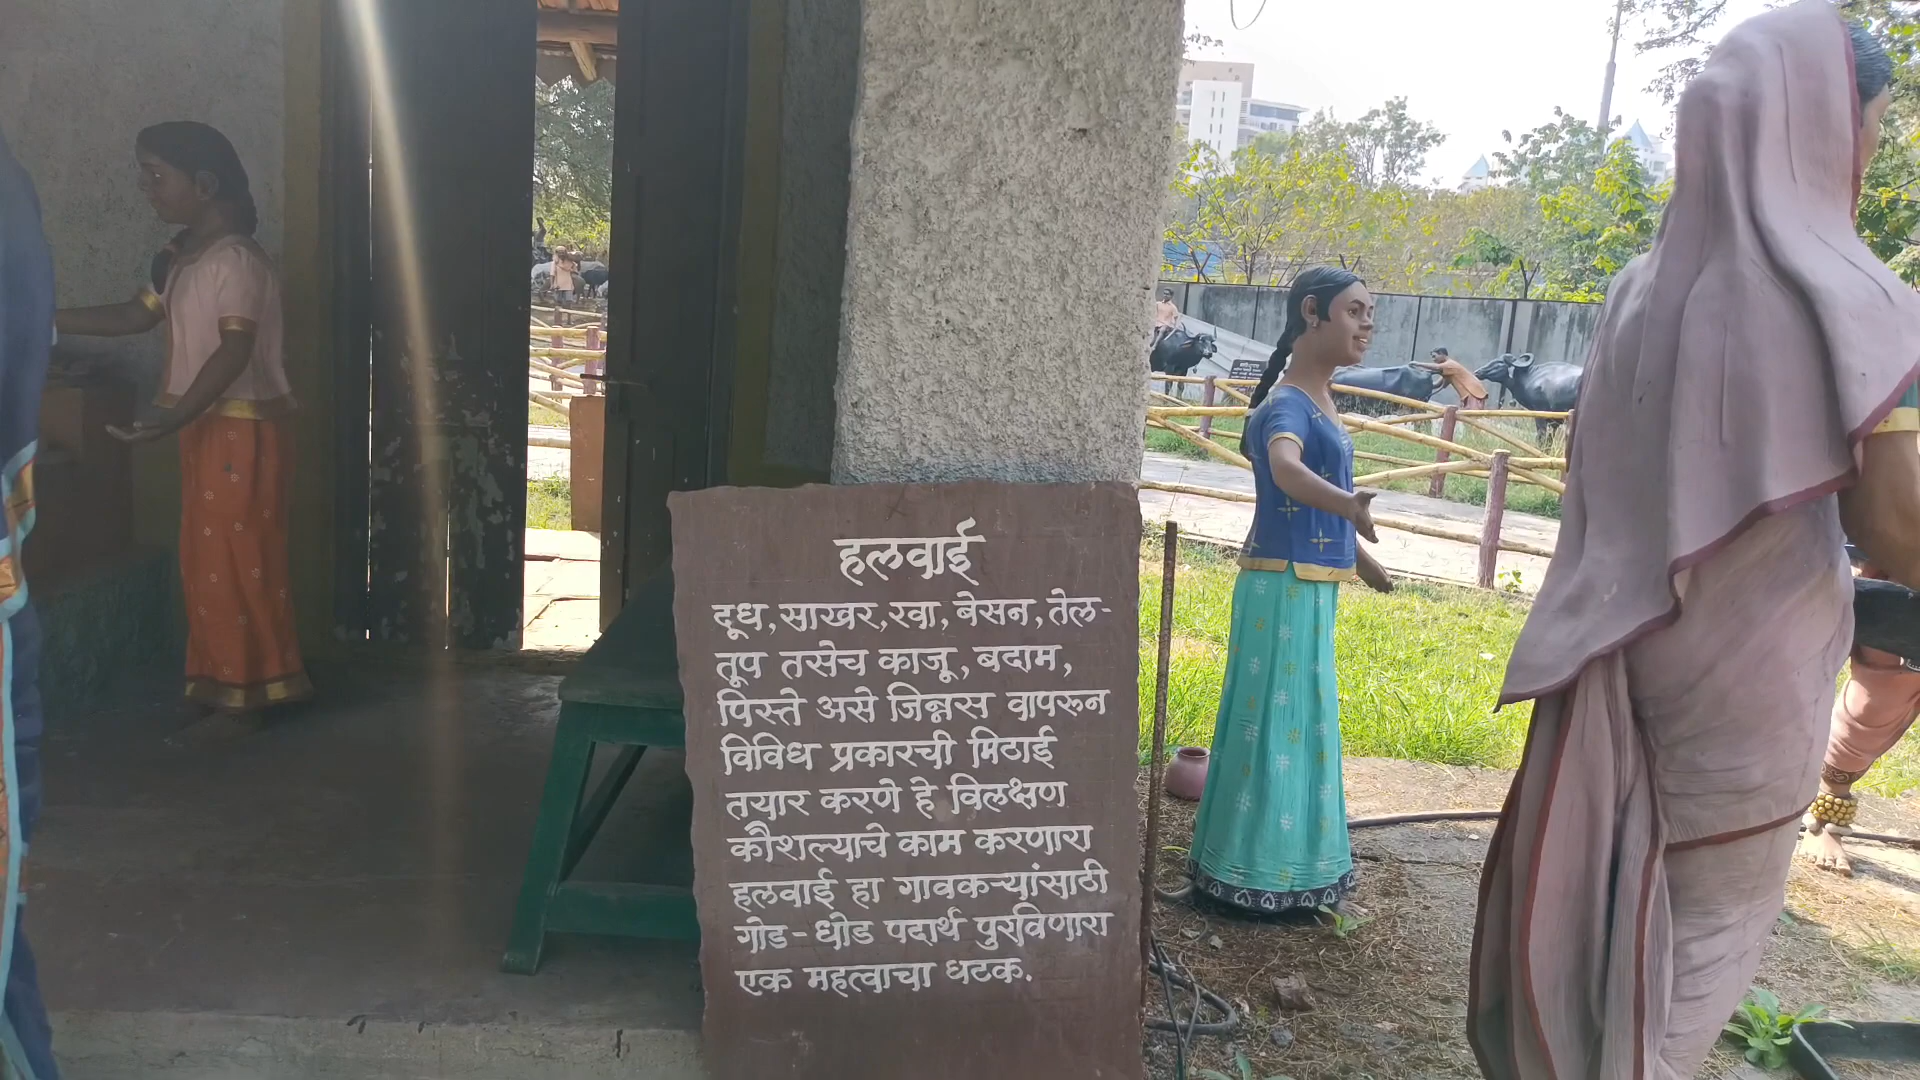 हलवाई
दूध, साखर, रवा, बेसन, तेल-
तूप तसेच काजू, बदाम,
पिस्ते असे जिन्नस वापरून
विविध प्रकारची मिठाई
तयार करणे हे विलक्षण
कौशल्याचे काम करणारा
हलवाई हा गावकऱ्यांसाठी
गोड-धोड पदार्थ पुरविणारा
एक महत्वाचा घटक.